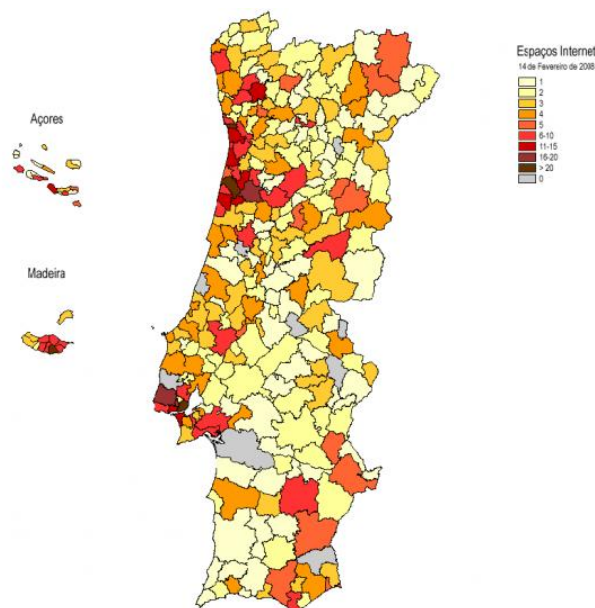 Espaços Internet
14 de Fevereiro de 2008
1
2
3
4
5
6-10
11-15
16-20
> 20
0
Açores
Madeira